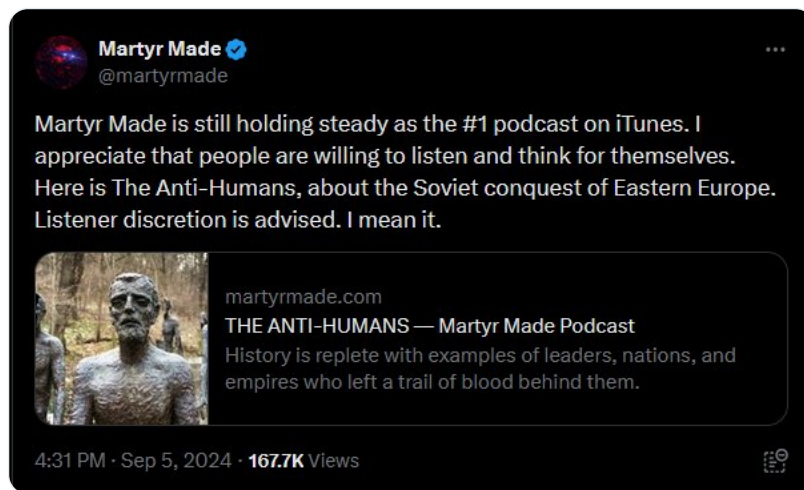 Martyr Made
@martyrmade
Martyr Made is still holding steady as the #1 podcast on iTunes. I
appreciate that people are willing to listen and think for themselves.
Here is The Anti-Humans, about the Soviet conquest of Eastern Europe.
Listener discretion is advised. I mean it.
martyrmade.com
THE ANTI-HUMANS — Martyr Made Podcast
History is replete with examples of leaders, nations, and
empires who left a trail of blood behind them.
4:31 PM · Sep 5, 2024 · 167.7K Views